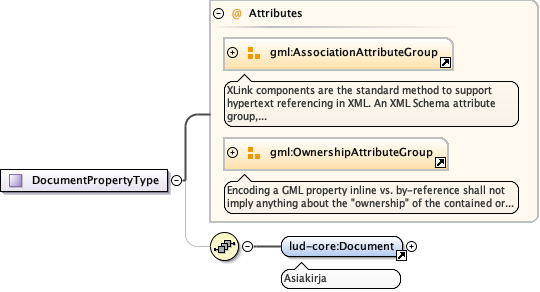 @ Attributes
gml:AssociationAttributeGroup
XLink components are the standard method to support
hypertext referencing in XML. An XML Schema attribute
group,...
gml:OwnershipAttributeGroup
Encoding a GML property inline vs. by-reference shall not
imply anything about the "ownership" of the contained or...
DocumentPropertyType
lud-core:Document
Asiakirja